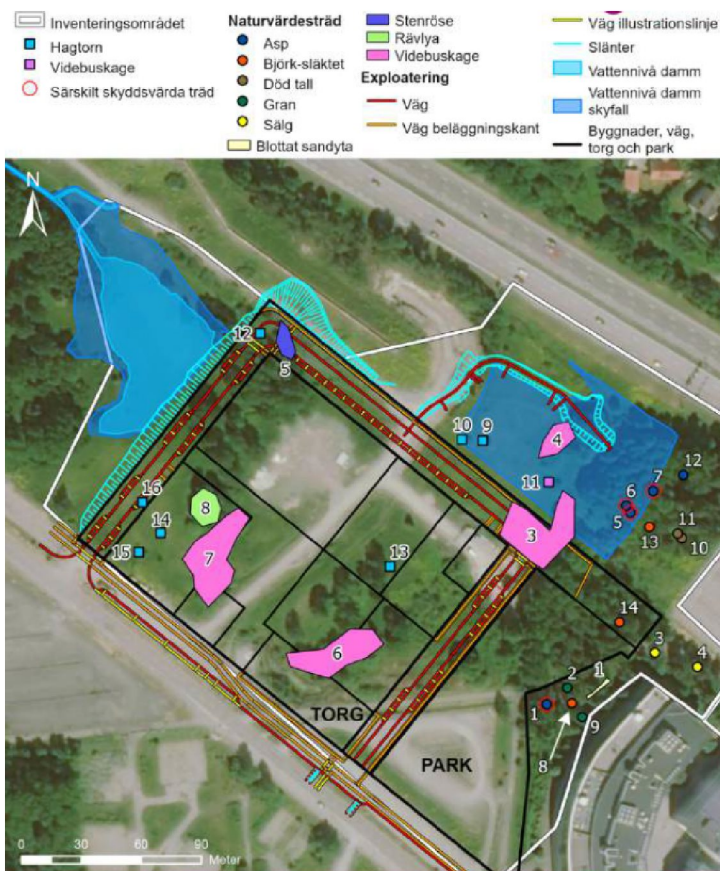 Inventeringsområdet
Hagtorn
Videbuskage
Särskilt skyddsvärda träd
Naturvärdesträd
Asp
Björk-släktet
Död tall
Gran
Sälg
Blottat sandyta
Stenröse
Rävlya
Videbuskage
Exploatering
Väg
Väg beläggningskant
Väg illustrationslinje
Slänter
Vattennivå damm
Vattennivå damm
skyfall
Byggnader, väg,
torg och park
N
12
5
10
9
4
11
12
7
6
5
13
11
10
16
14
15
8
7
3
13
6
14
3
4
2
1
1
9
8
TORG
PARK
0 30 60 90
Meter